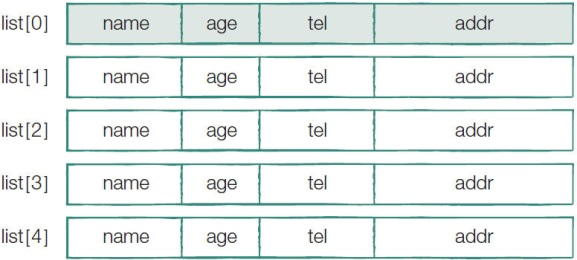 list[0] name age tel addr
list[1] name age tel addr
list[2] name age tel addr
list[3] name age tel addr
list[4] name age tel addr